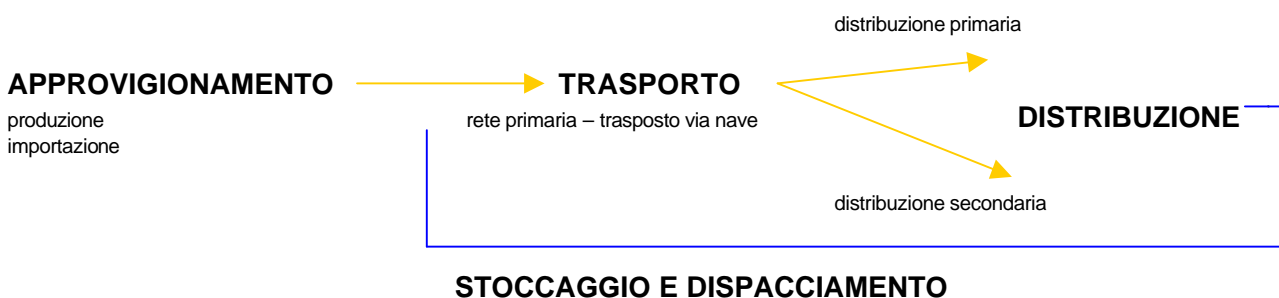 distribuzione primaria
APPROVIGIONAMENTO
TRASPORTO
produzione
importazione
rete primaria – trasposto via nave
DISTRIBUZIONE
distribuzione secondaria
STOCCAGGIO E DISPACCIAMENTO